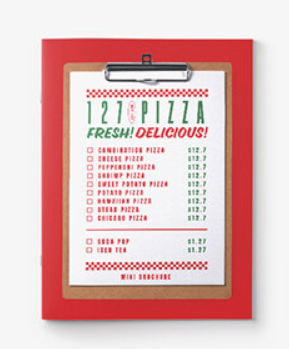 127 PIZZA
FRESH! DELICIOUS!
COMBINATION PIZZA $12.7
CHEESE PIZZA $12.7
PEPPERONI PIZZA $12.7
SHRIMP PIZZA $12.7
SWEET POTATO PIZZA $12.7
POTATO PIZZA $12.7
HAWAIIAN PIZZA $12.7
STEAK PIZZA $12.7
CHICAGO PIZZA $12.7
SODA POP $1.27
ICED TEA $1.27
MINI BROCHURE